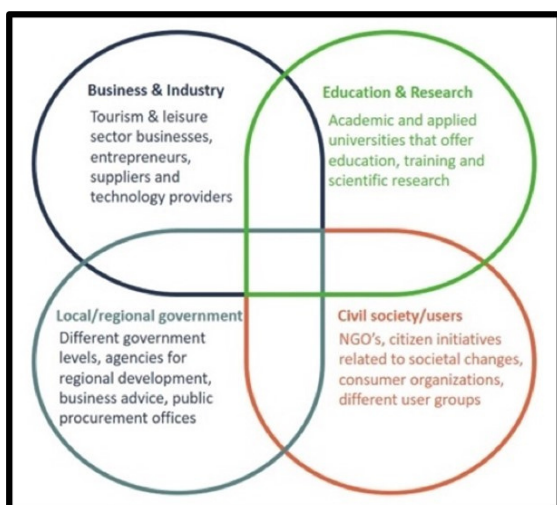 Business & Industry
Tourism & leisure
sector businesses,
entrepreneurs,
suppliers and
technology providers
Education & Research
Academic and applied
universities that offer
education, training and
scientific research
Local/regional government
Different government
levels, agencies for
regional development,
business advice, public
procurement offices
Civil society/users
NGO's, citizen initiatives
related to societal changes,
consumer organizations,
different user groups